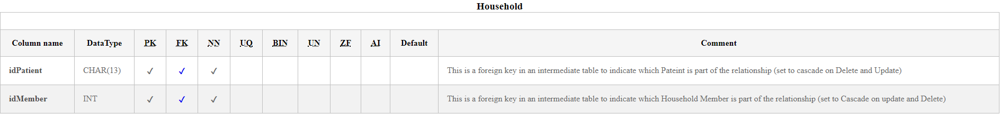 Household
Column name DataType PK FK NN UQ BIN UN ZF AI Default Comment
idPatient CHAR(13) ✓ ✓ ✓ This is a foreign key in an intermediate table to indicate which Pateint is part of the relationship (set to cascade on Delete and Update)
idMember INT ✓ ✓ ✓ This is a foreign key in an intermediate table to indicate which Household Member is part of the relationship (set to Cascade on update and Delete)